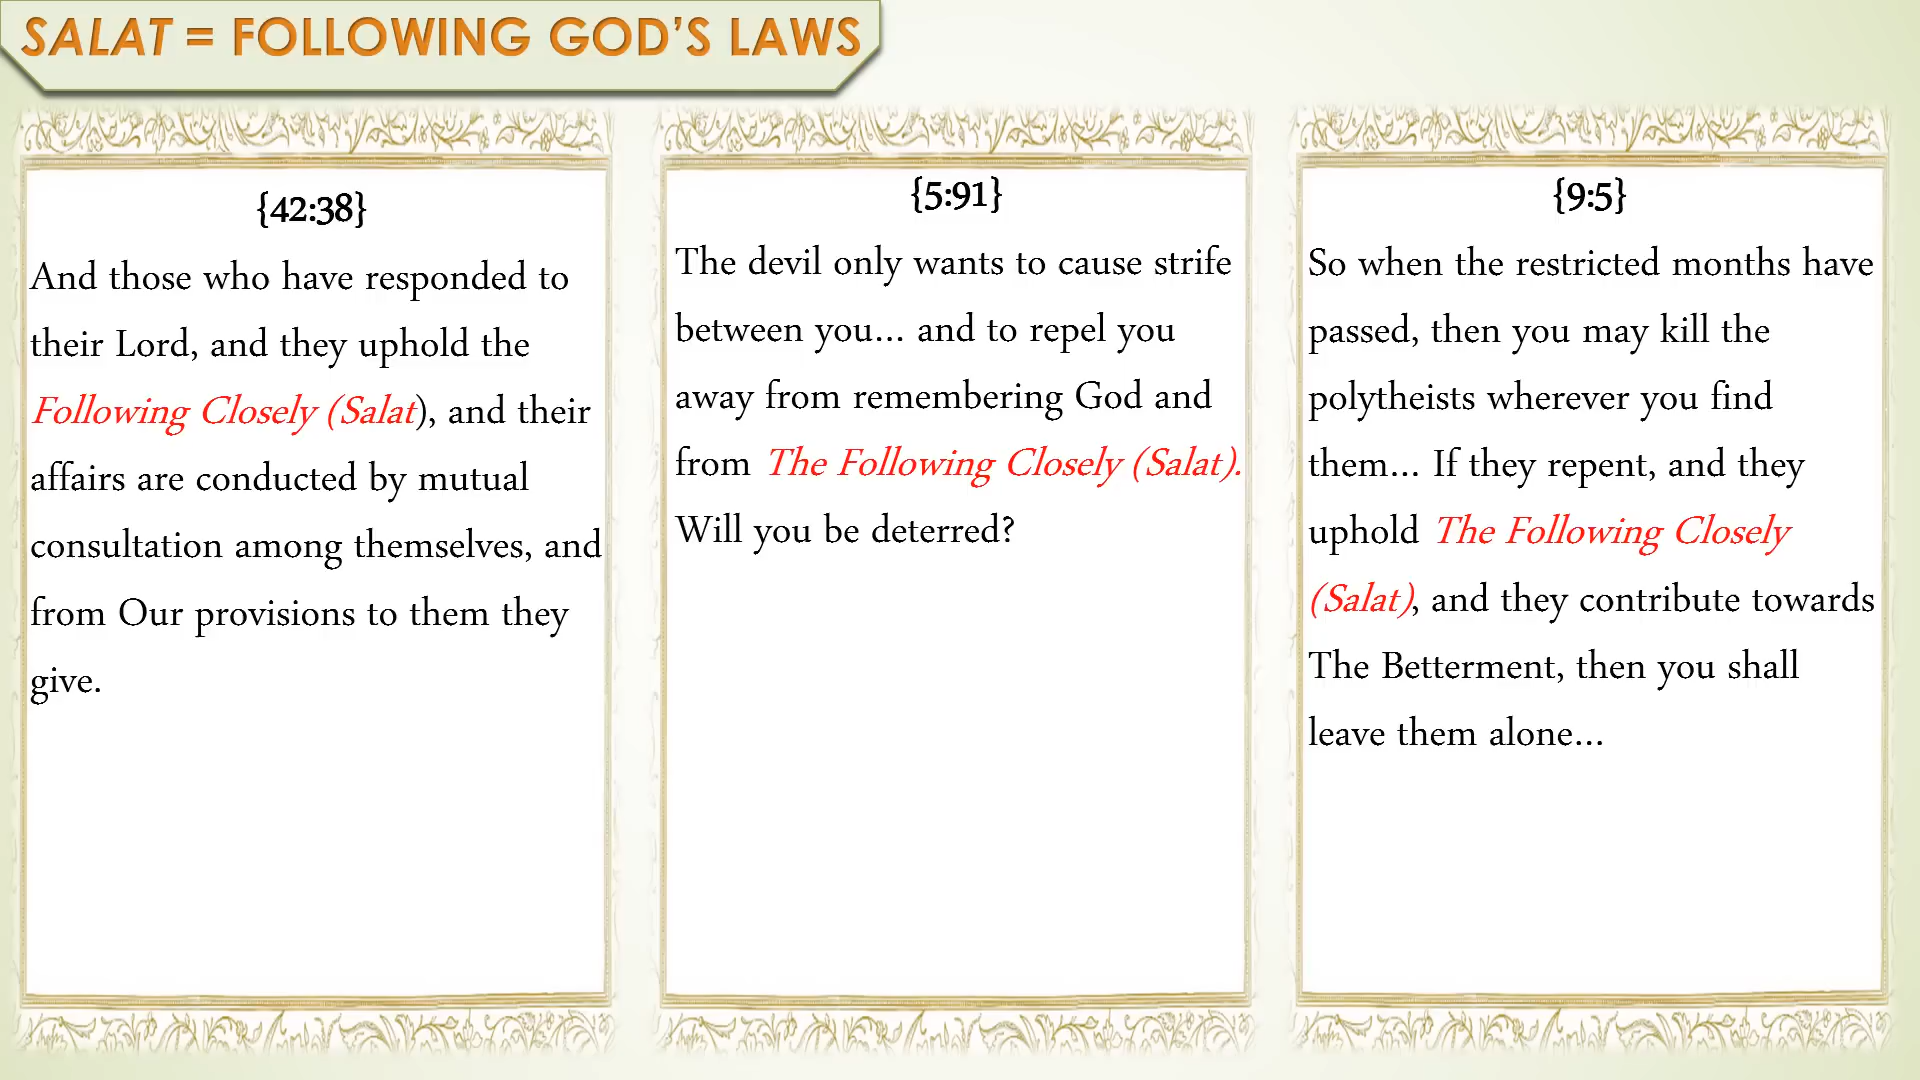 SALAT = FOLLOWING GOD’S LAWS
{42:38}
And those who have responded to
their Lord, and they uphold the
Following Closely (Salat), and their
affairs are conducted by mutual
consultation among themselves, and
from Our provisions to them they
give.
{5:91}
The devil only wants to cause strife
between you... and to repel you
away from remembering God and
from The Following Closely (Salat).
Will you be deterred?
{9:5}
So when the restricted months have
passed, then you may kill the
polytheists wherever you find
them... If they repent, and they
uphold The Following Closely
(Salat), and they contribute towards
The Betterment, then you shall
leave them alone...